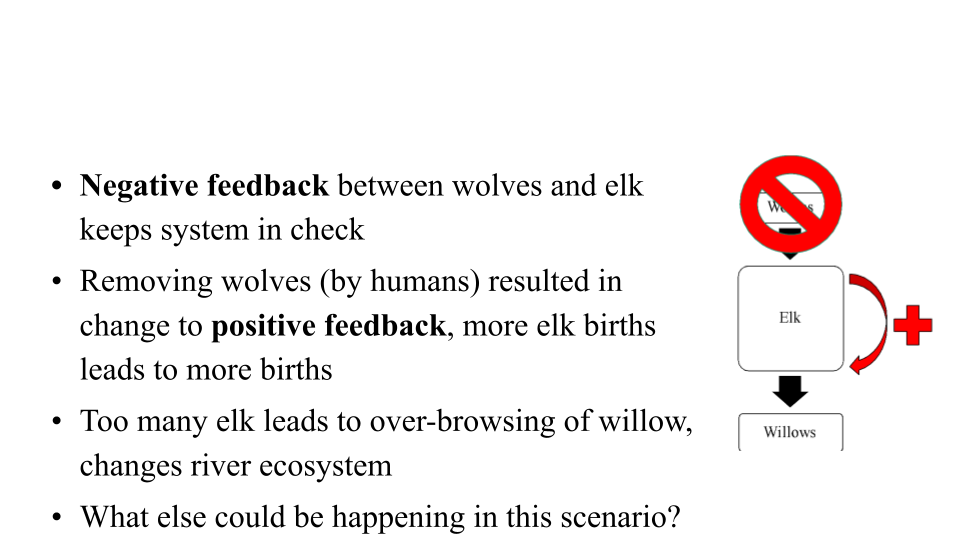 • Negative feedback between wolves and elk
keeps system in check
• Removing wolves (by humans) resulted in
change to positive feedback, more elk births
leads to more births
• Too many elk leads to over-browsing of willow,
changes river ecosystem
• What else could be happening in this scenario?
Elk
Willows